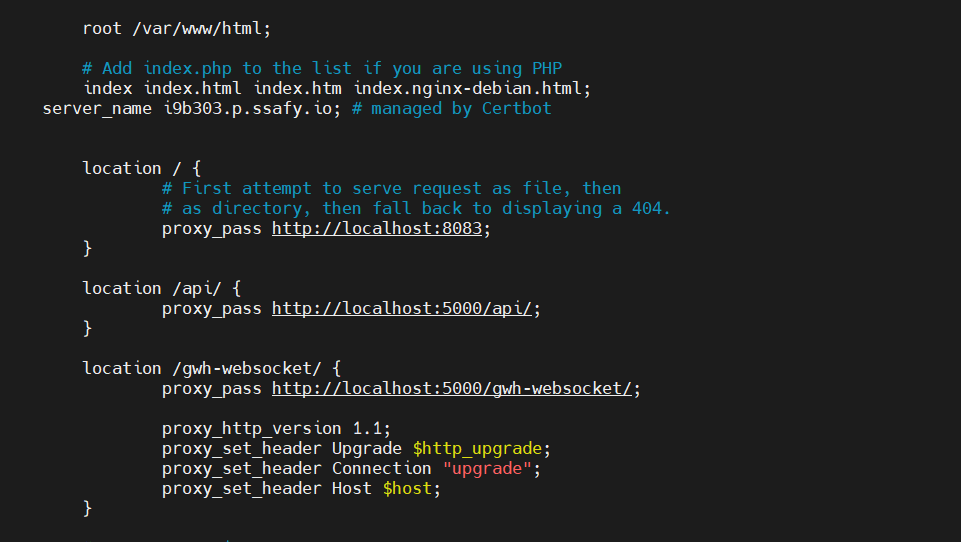 root /var/www/html;
# Add index.php to the list if you are using PHP
index index.html index.htm index.nginx-debian.html;
server_name i9b303.p.ssafy.io; # managed by Certbot
location / {
# First attempt to serve request as file, then
# as directory, then fall back to displaying a 404.
proxy_pass http://localhost:8083;
}
location /api/ {
proxy_pass http://localhost:5000/api/;
}
location /gwh-websocket/ {
proxy_pass http://localhost:5000/gwh-websocket/;
proxy_http_version 1.1;
proxy_set_header Upgrade $http_upgrade;
proxy_set_header Connection "upgrade";
proxy_set_header Host $host;
}